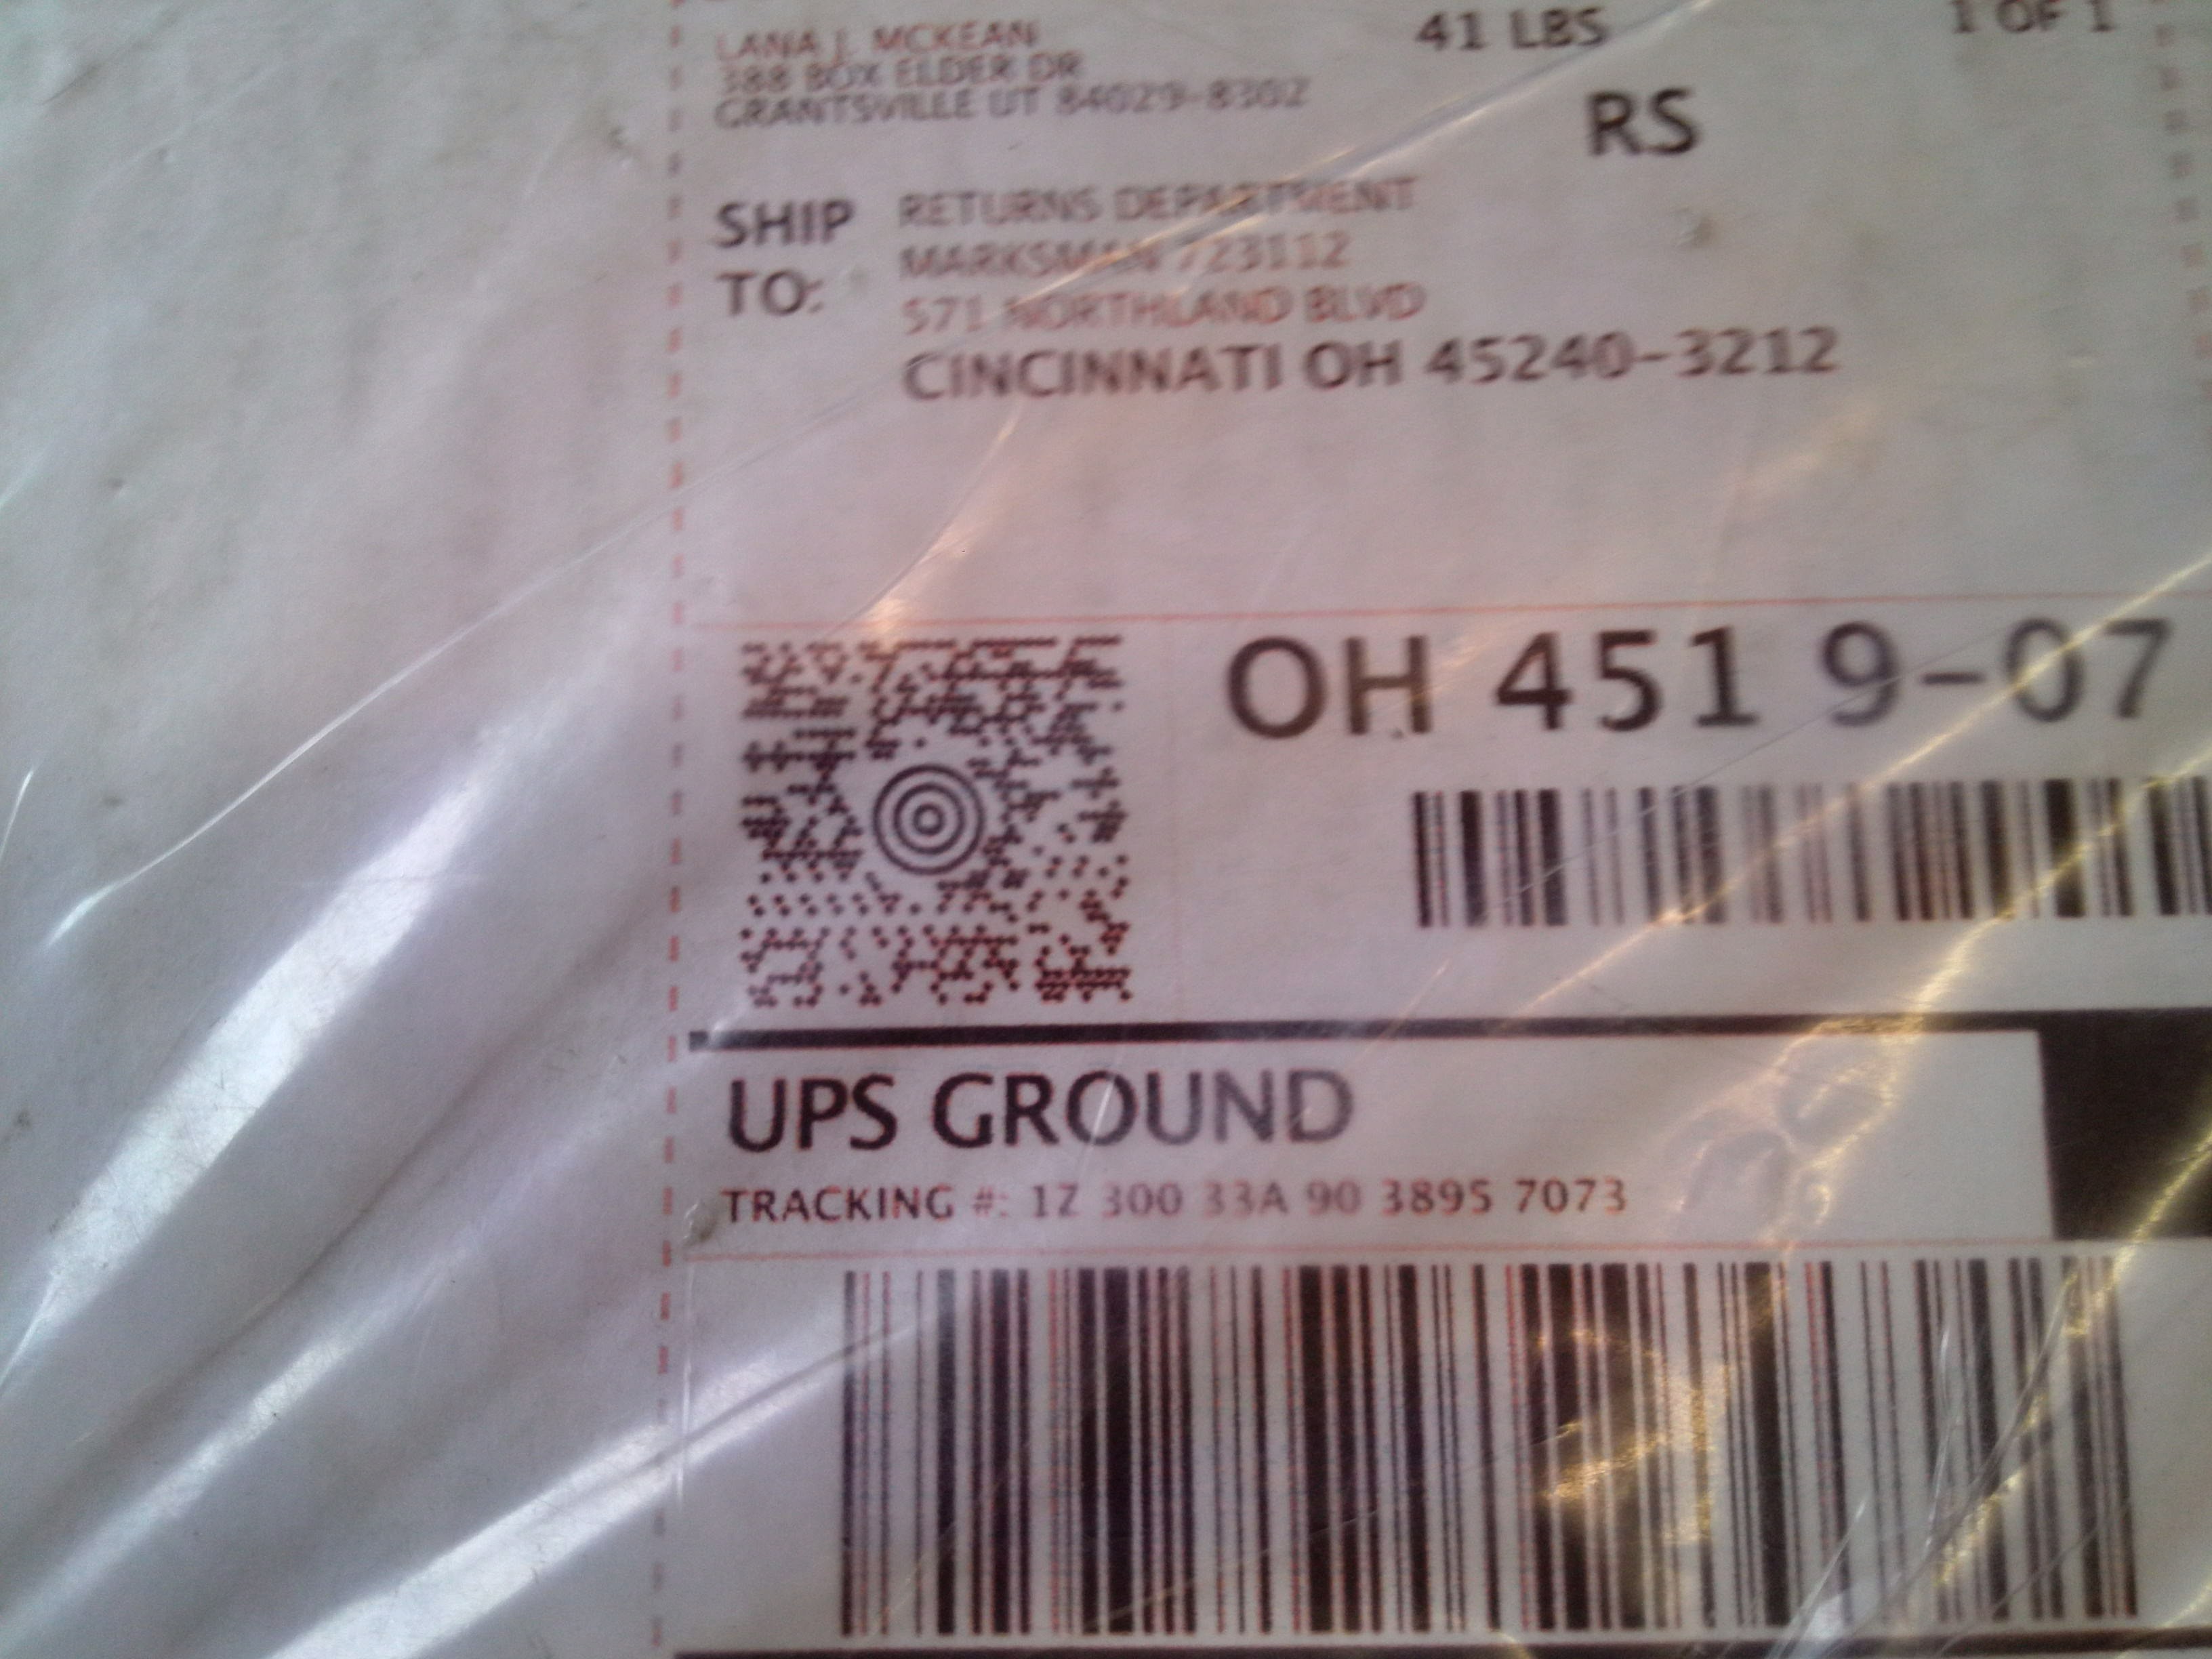 LANA J. MCKEAN
41 LBS
1 OF 1
388 BOX ELDER DR
GRANTSVILLE UT 84029-8302
RS
SHIP TO:
RETURNS DEPARTMENT
MARKSMAN 723112
571 NORTHLAND BLVD
CINCINNATI OH 45240-3212
OH 451 9-07
UPS GROUND
TRACKING #: 1Z 300 33A 90 3895 7073